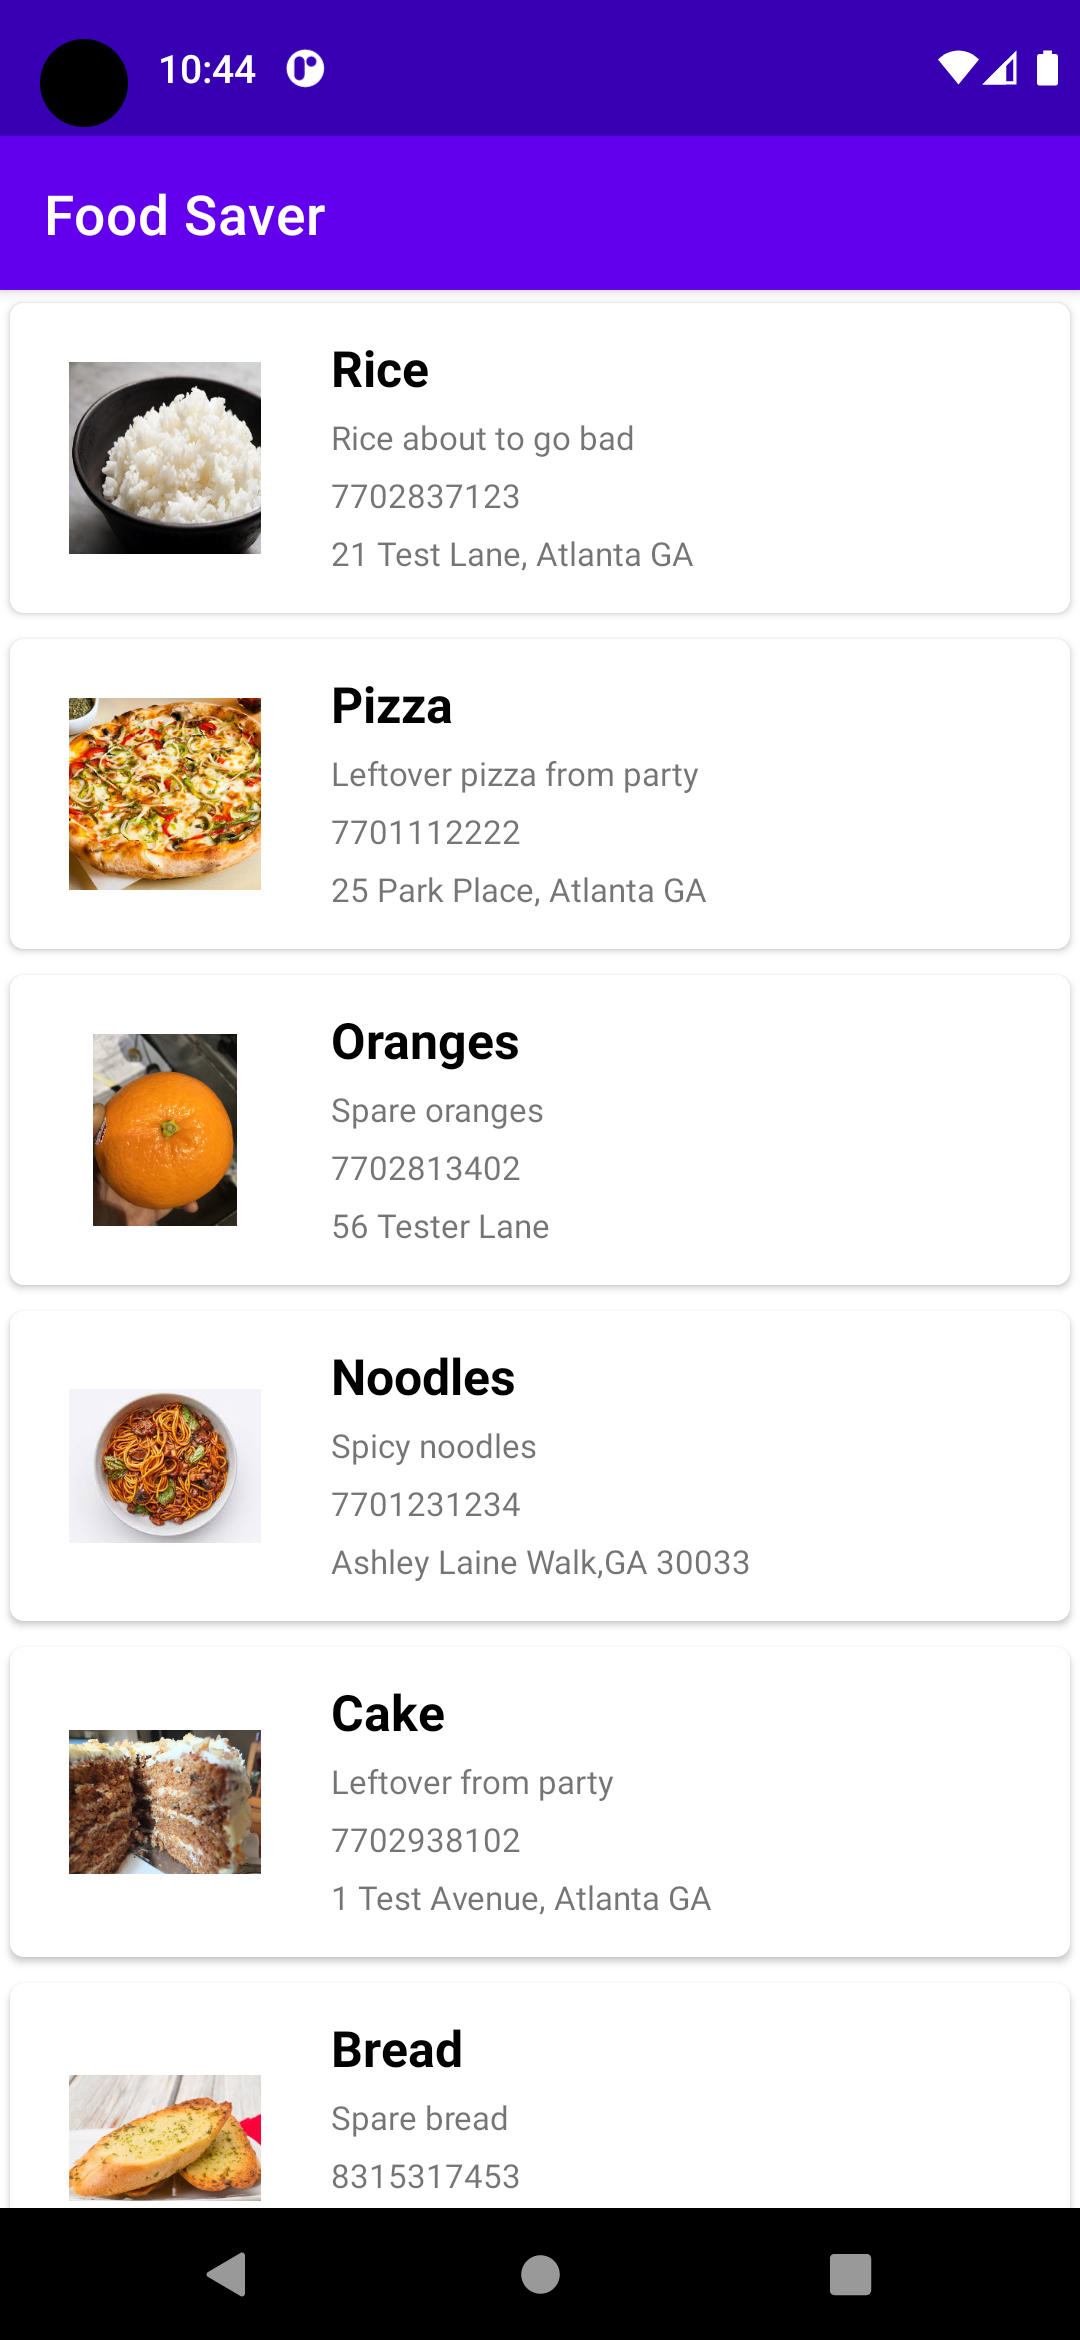 10:44
Food Saver
Rice
Rice about to go bad
7702837123
21 Test Lane, Atlanta GA
Pizza
Leftover pizza from party
7701112222
25 Park Place, Atlanta GA
Oranges
Spare oranges
7702813402
56 Tester Lane
Noodles
Spicy noodles
7701231234
Ashley Laine Walk,GA 30033
Cake
Leftover from party
7702938102
1 Test Avenue, Atlanta GA
Bread
Spare bread
8315317453